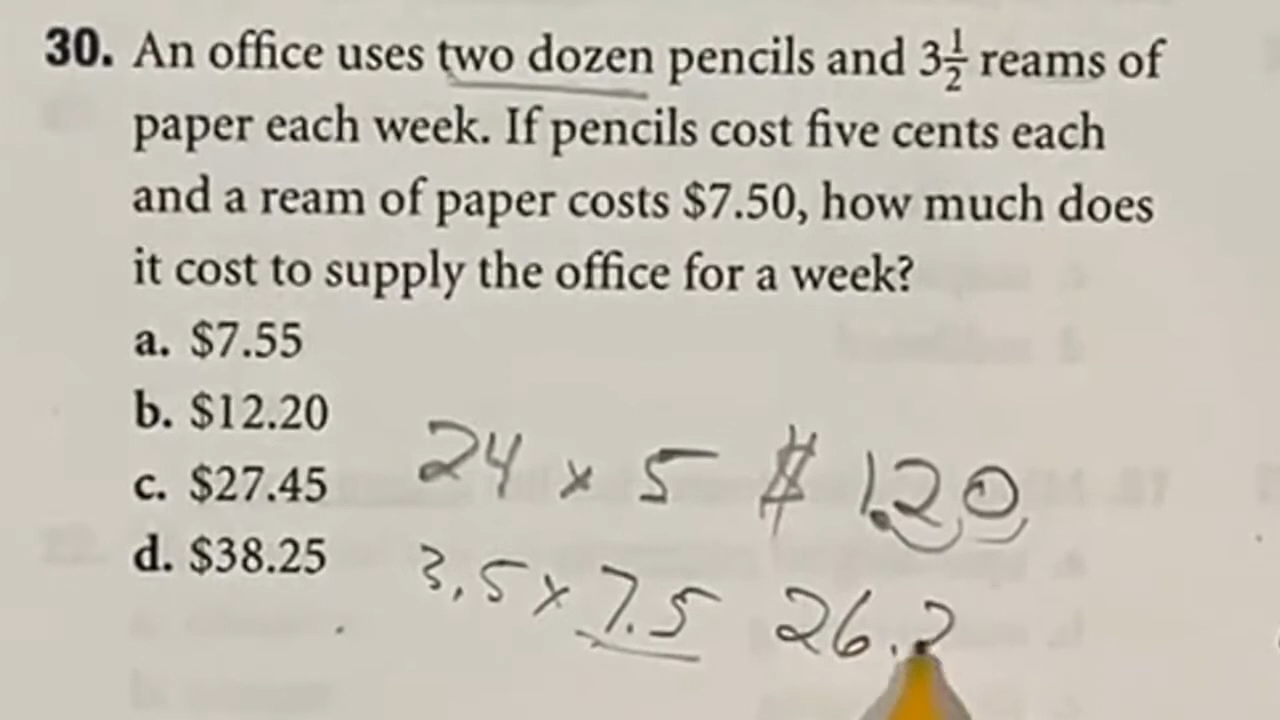 30. An office uses two dozen pencils and 3½ reams of
paper each week. If pencils cost five cents each
and a ream of paper costs $7.50, how much does
it cost to supply the office for a week?
a. $7.55
b. $12.20
c. $27.45
d. $38.25
24 × 5 $ 1.20
3.5 × 7.5 26.2